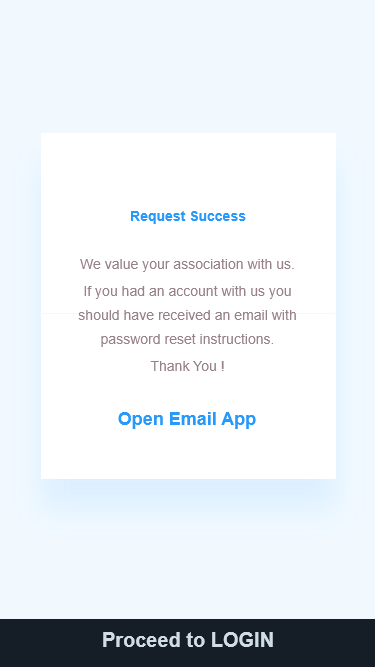 Request Success
We value your association with us.
If you had an account with us you
should have received an email with
password reset instructions.
Thank You !
Open Email App
Proceed to LOGIN